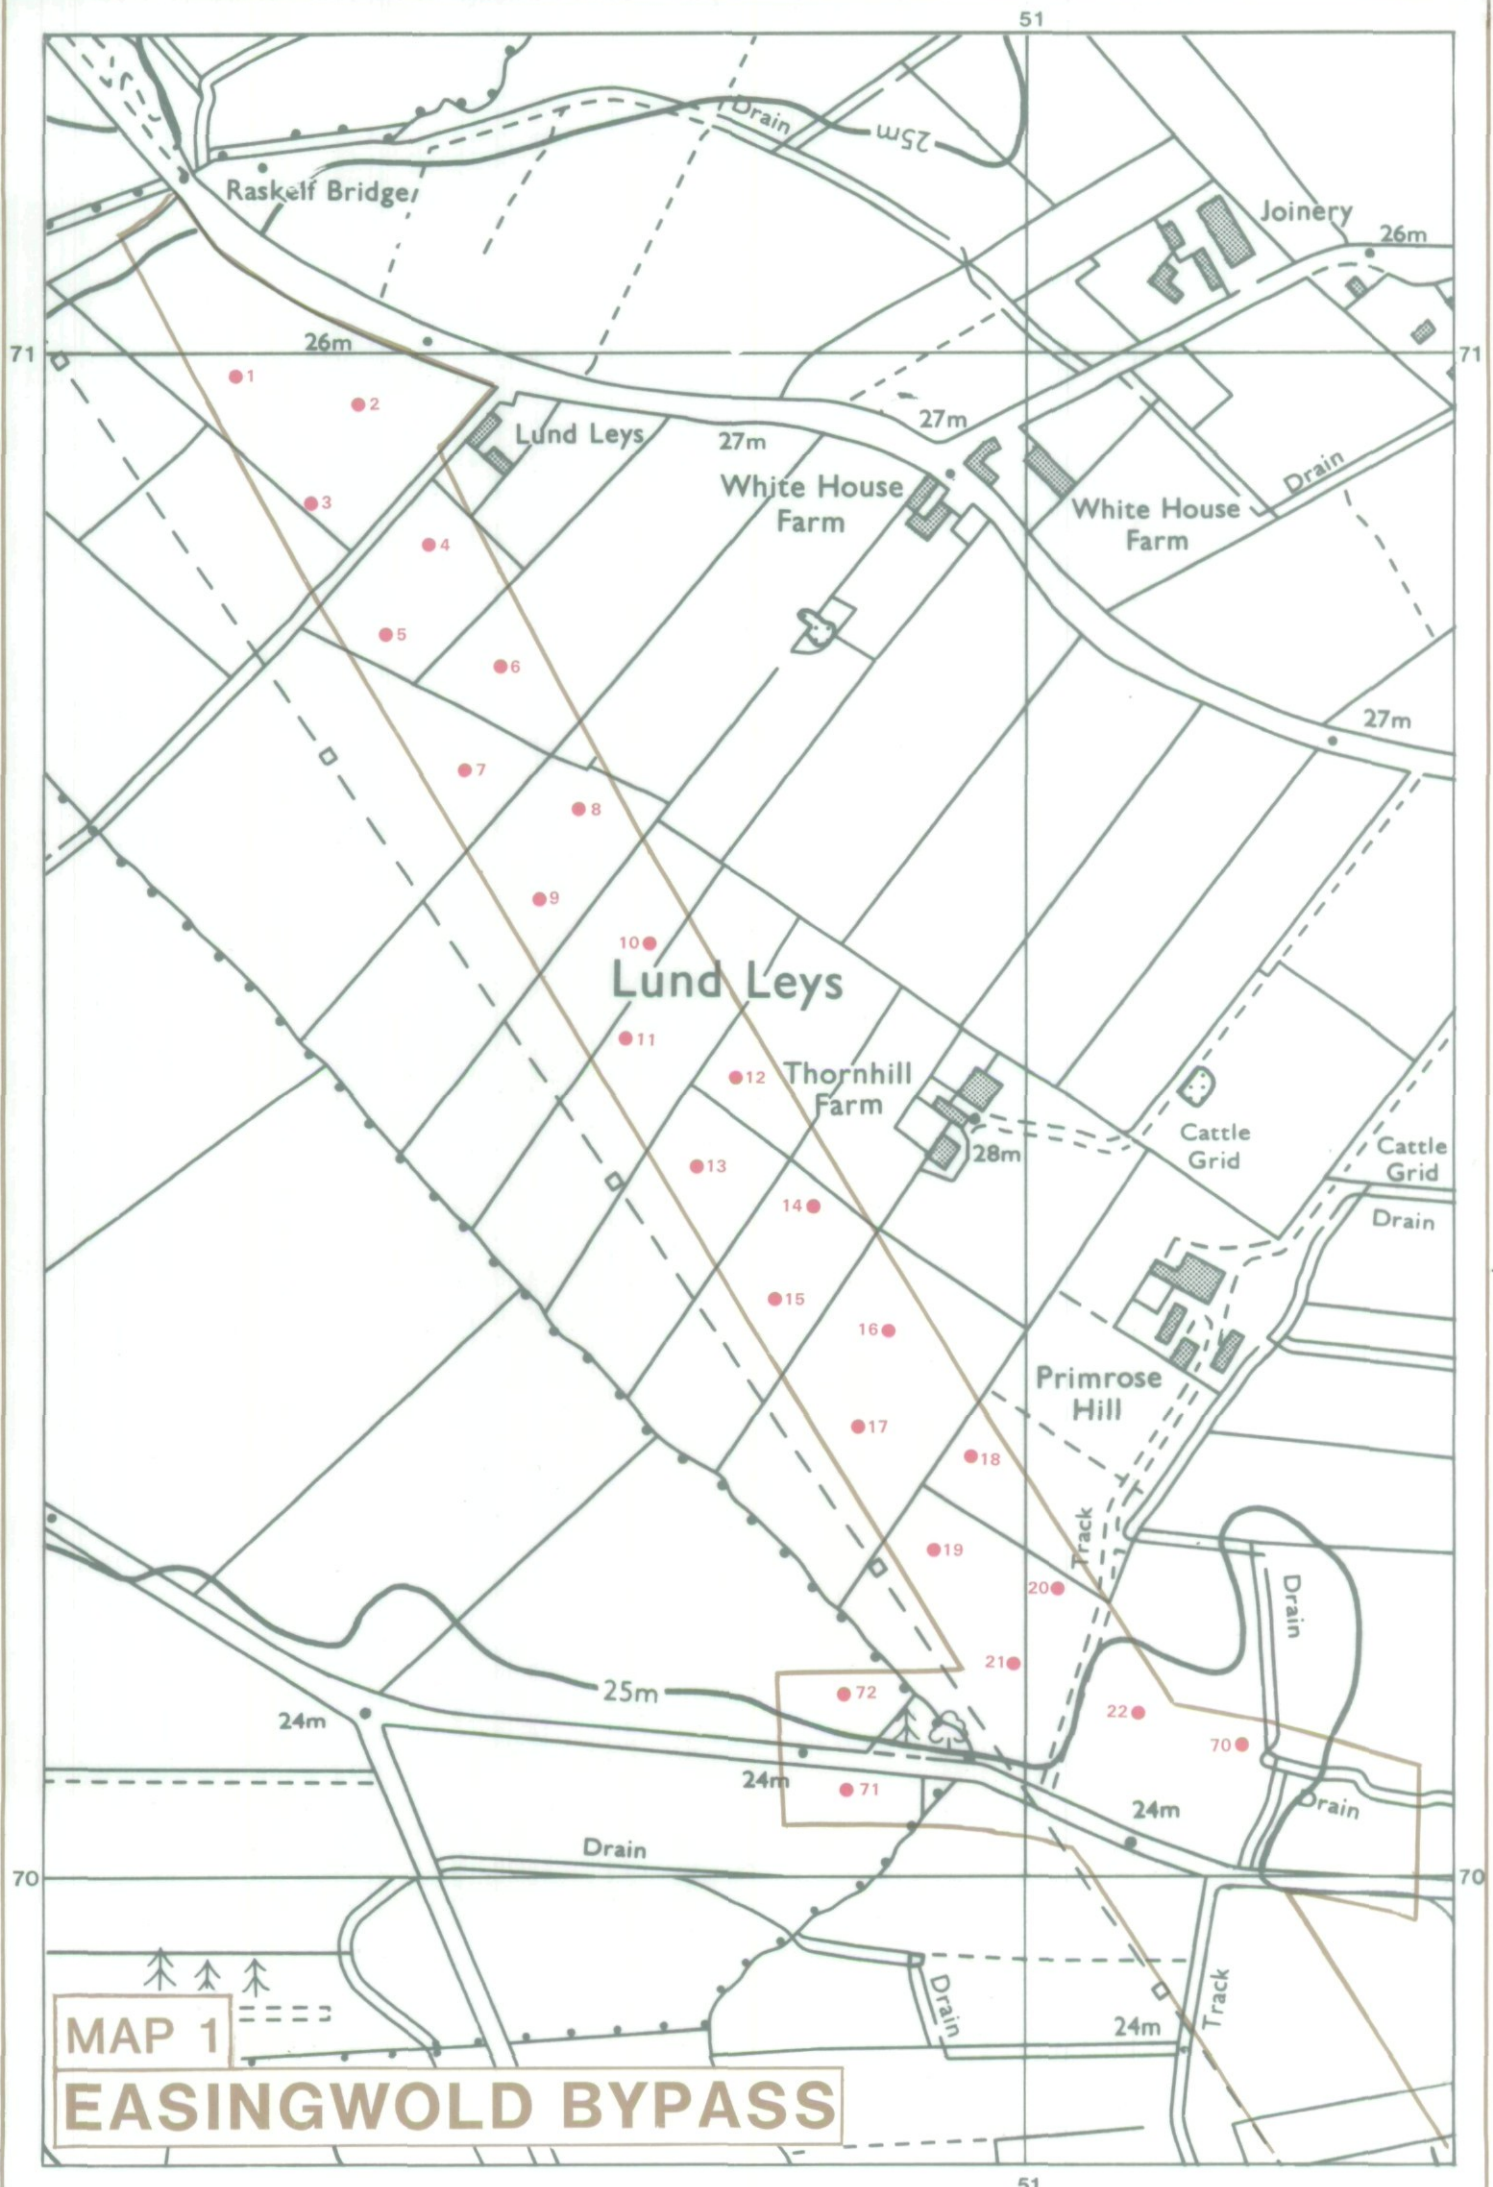 51
Drain
25m
Raskelf Bridge
Joinery
26m
71
26m
71
1
2
27m
Lund Leys
27m
White House
Farm
White House
Farm
Drain
3
4
5
6
27m
7
8
9
10
Lund Leys
11
12
Thornhill
Farm
28m
Cattle
Grid
Cattle
Grid
Drain
13
14
15
16
Primrose
Hill
17
18
Track
19
20
Drain
21
25m
72
22
24m
70
24m
71
24m
Drain
Drain
70
70
Drain
Track
24m
MAP 1
EASINGWOLD BYPASS
51